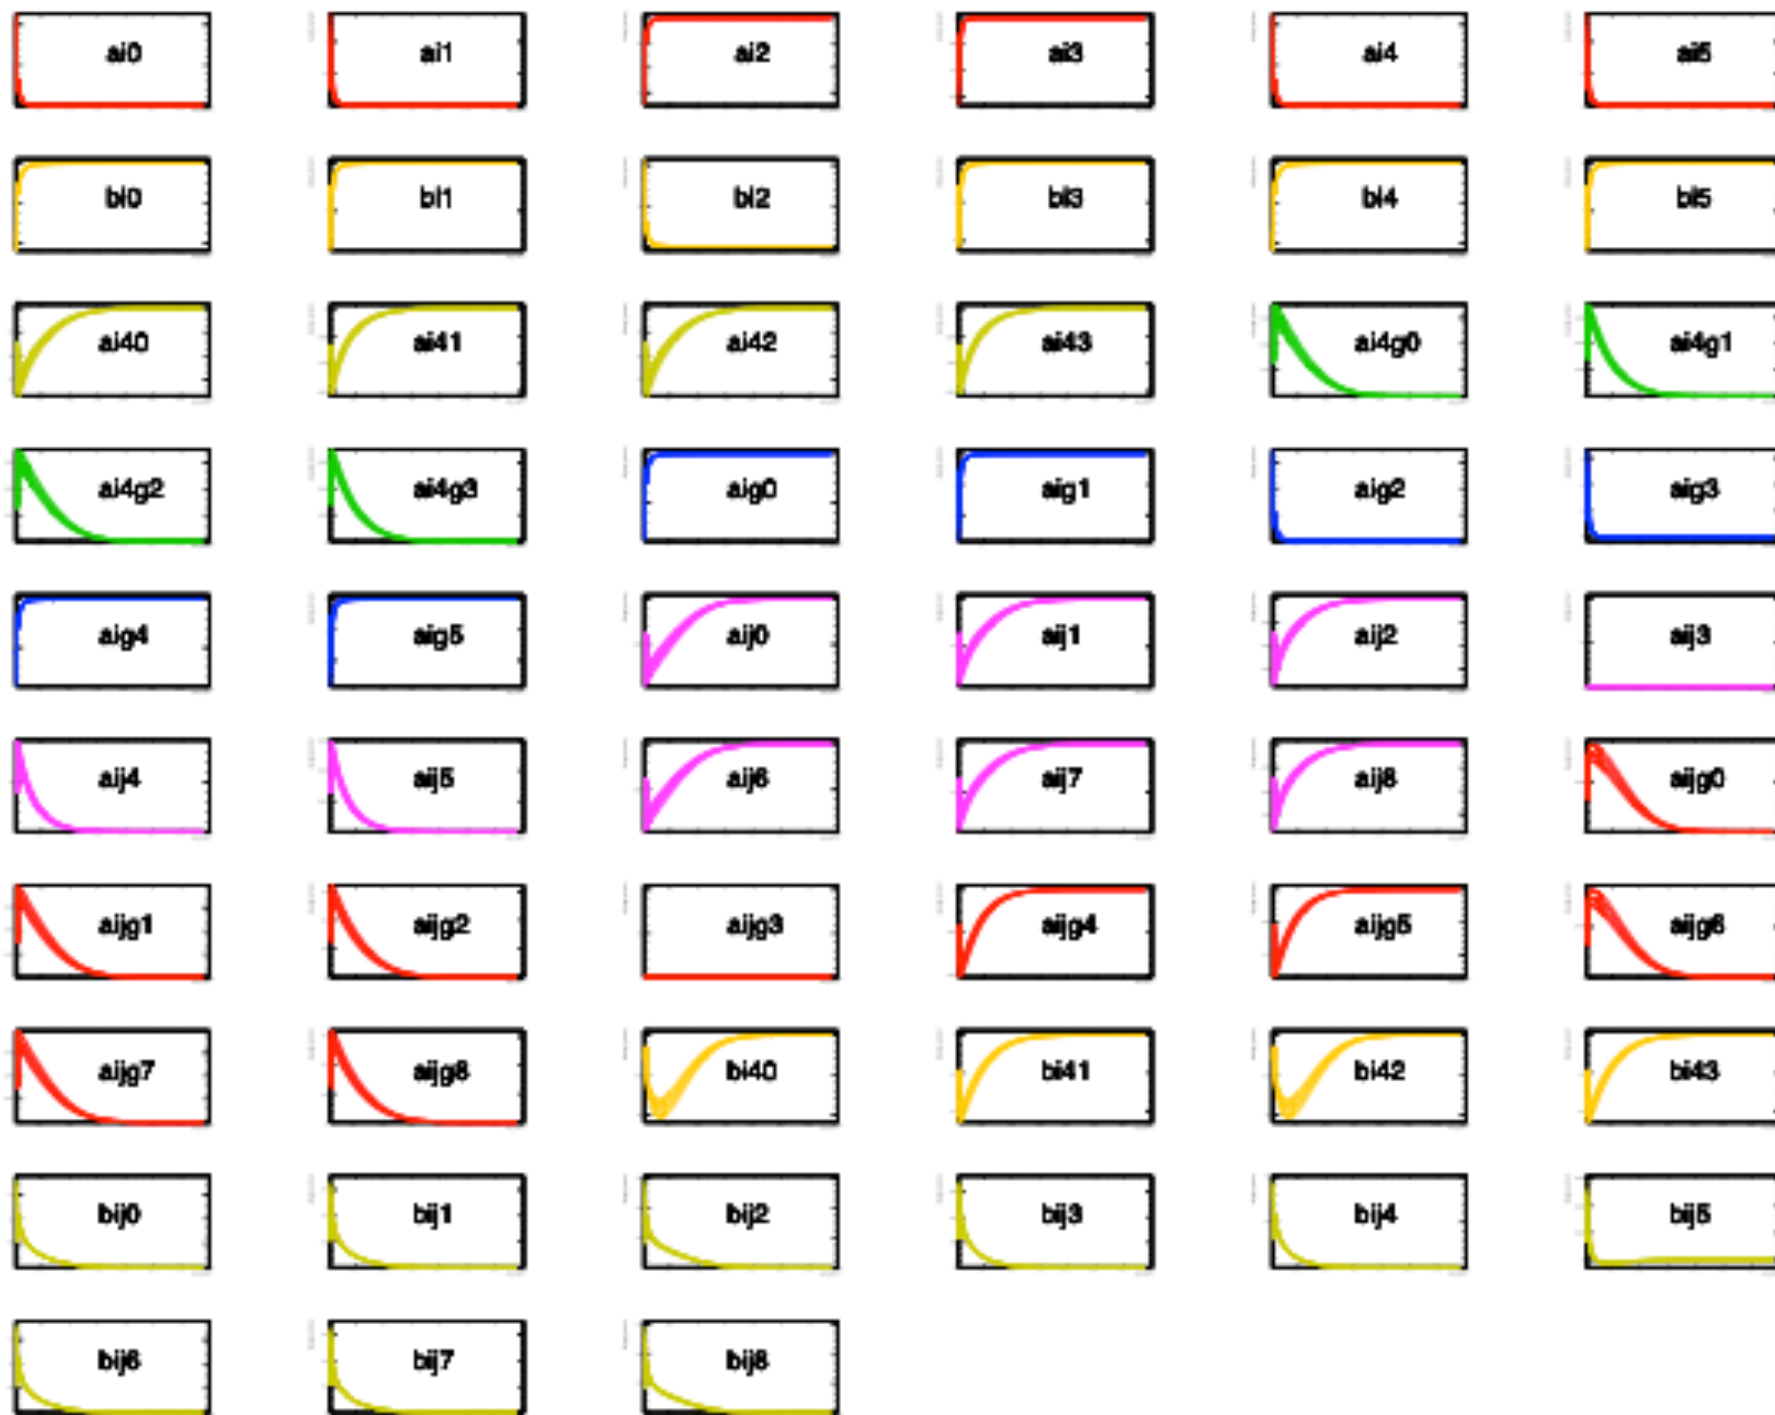 ai0 ai1 ai2 ai3 ai4 ai5
bi0 bi1 bi2 bi3 bi4 bi5
ai40 ai41 ai42 ai43 ai4g0 ai4g1
ai4g2 ai4g3 aig0 aig1 aig2 aig3
aig4 aig5 aij0 aij1 aij2 aij3
aij4 aij5 aij6 aij7 aij8 aijg0
aijg1 aijg2 aijg3 aijg4 aijg5 aijg6
aijg7 aijg8 bi40 bi41 bi42 bi43
bij0 bij1 bij2 bij3 bij4 bij5
bij6 bij7 bij8